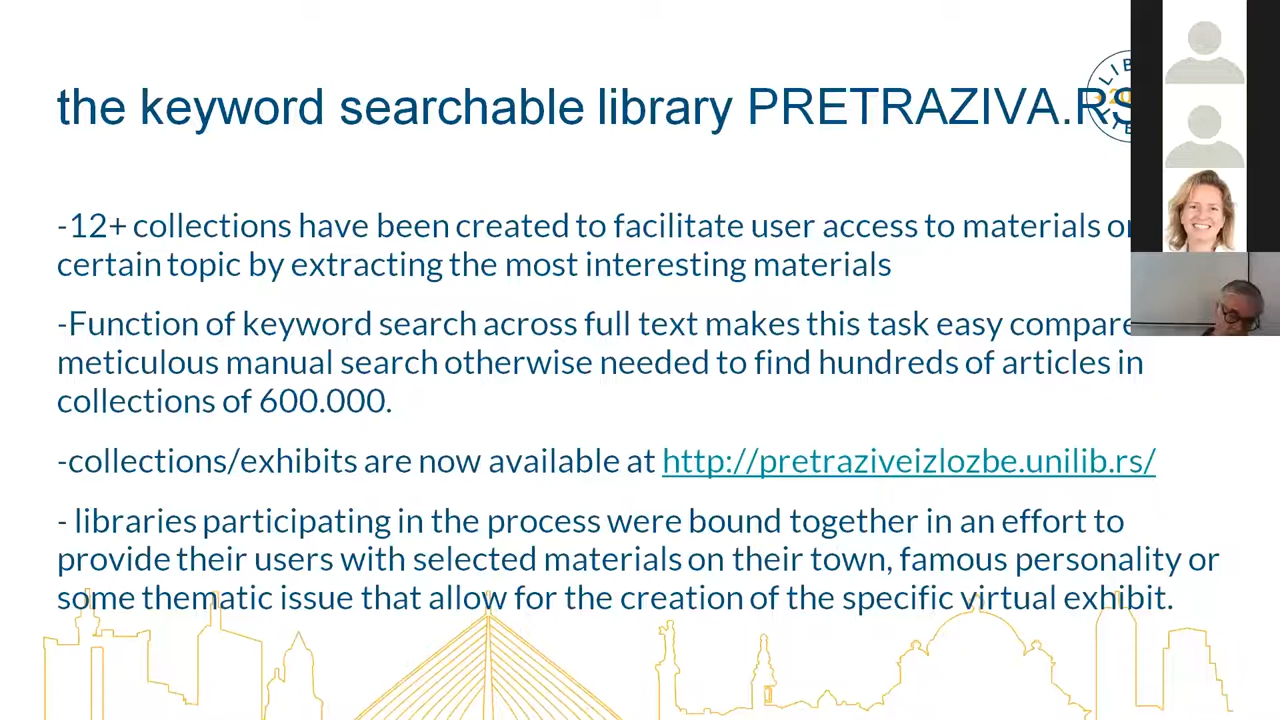 the keyword searchable library PRETRAZIVA.RS
-12+ collections have been created to facilitate user access to materials
certain topic by extracting the most interesting materials
-Function of keyword search across full text makes this task easy
meticulous manual search otherwise needed to find hundreds of articles in
collections of 600.000.
-collections/exhibits are now available at http://pretraziveizlozbe.unilib.rs/
- libraries participating in the process were bound together in an effort to
provide their users with selected materials on their town, famous personality or
some thematic issue that allow for the creation of the specific virtual exhibit.